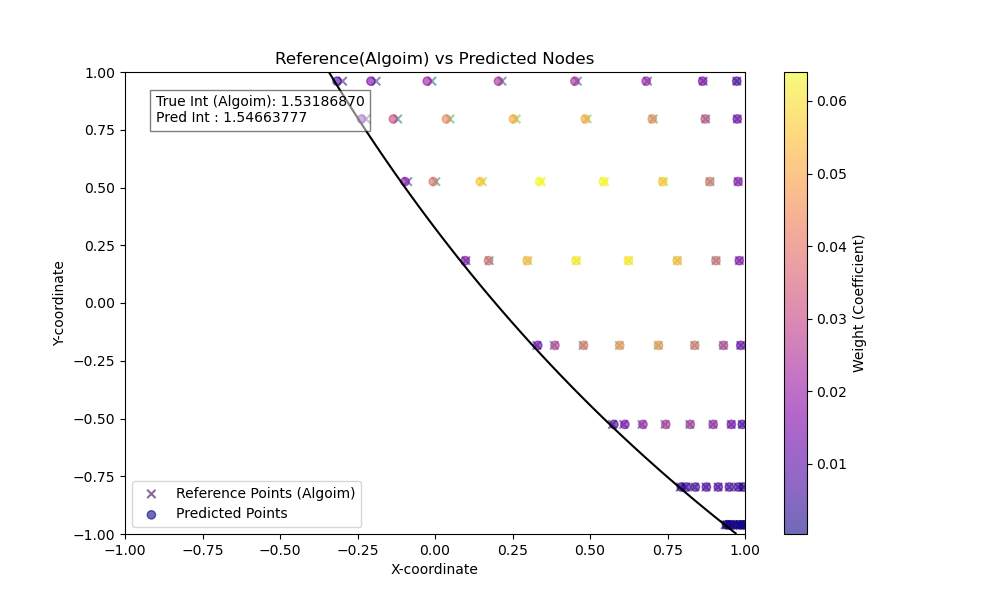 Reference(Algoim) vs Predicted Nodes
True Int (Algoim): 1.53186870
Pred Int : 1.54663777
1.00
0.75
0.50
0.25
0.00
−0.25
−0.50
−0.75
−1.00
Y-coordinate
Reference Points (Algoim)
Predicted Points
−1.00 −0.75 −0.50 −0.25 0.00 0.25 0.50 0.75 1.00
X-coordinate
0.06
0.05
0.04
0.03
0.02
0.01
Weight (Coefficient)